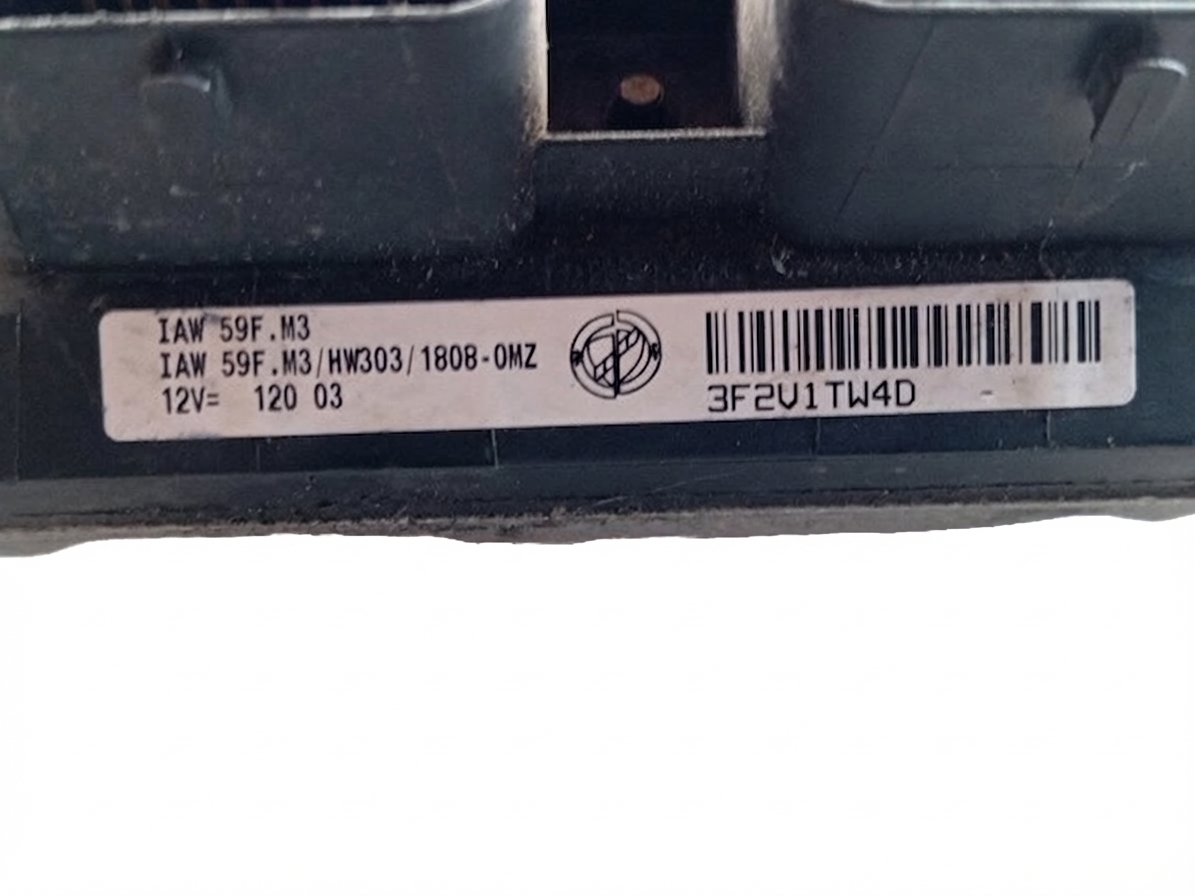 IAW 59F.M3
IAW 59F.M3/HW303/1808-0MZ
12V= 120 03
3F2V1TW4D -